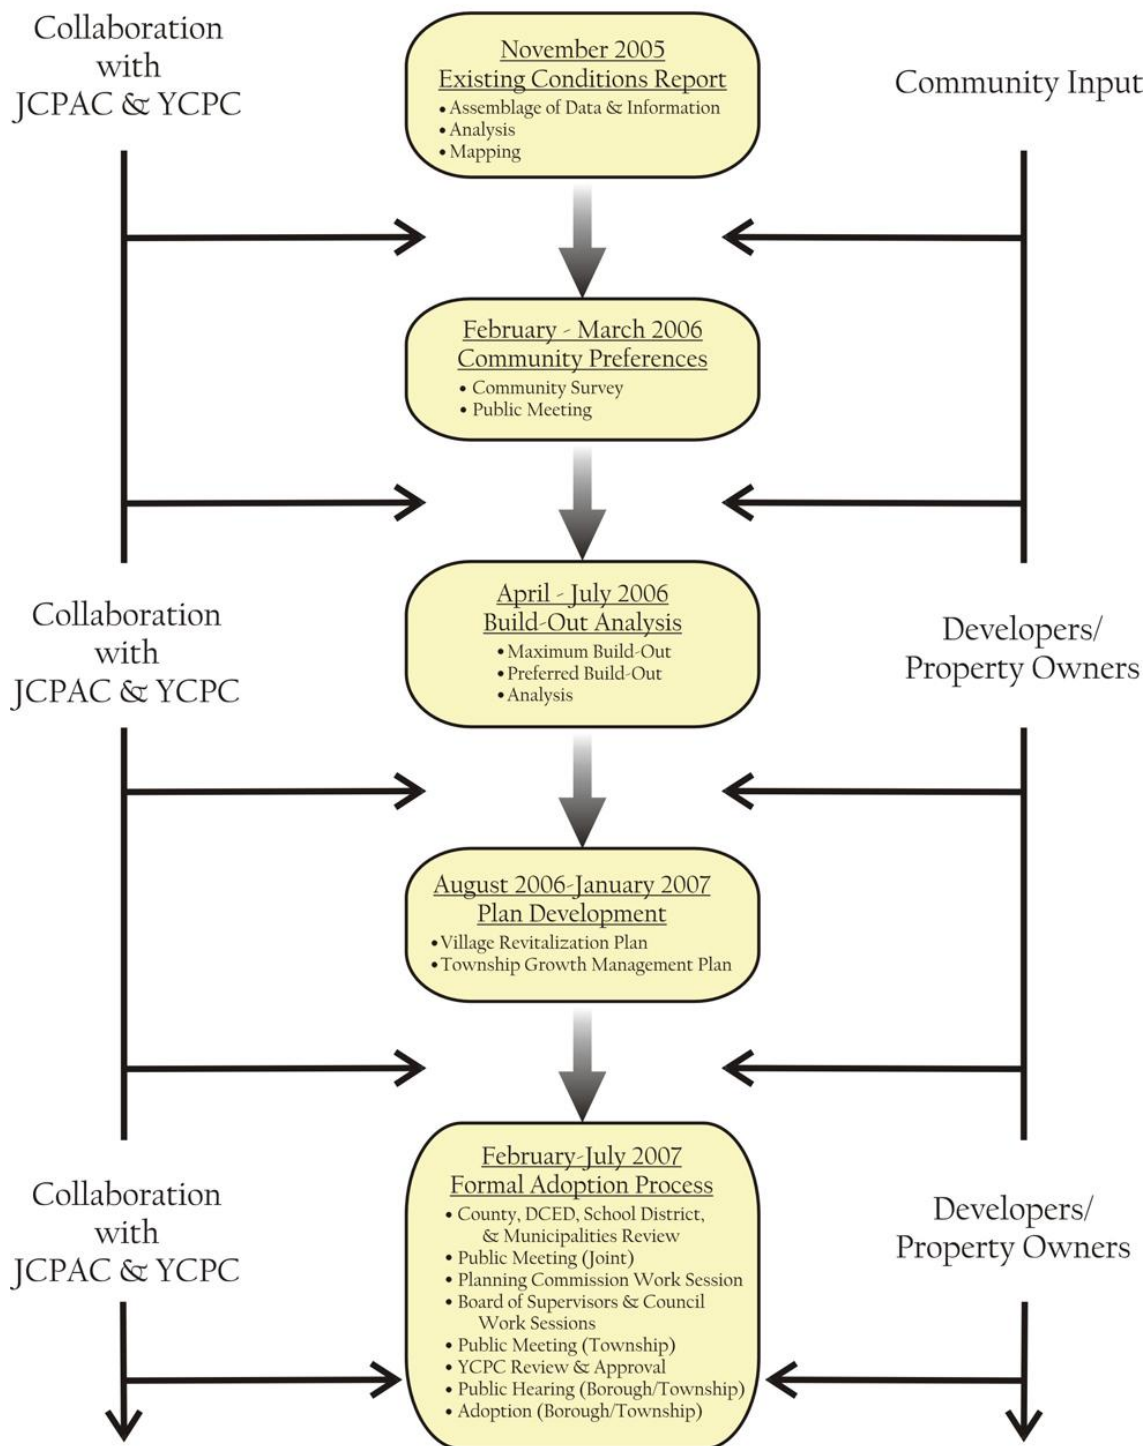 Collaboration
with
JCPAC & YCPC
November 2005
Existing Conditions Report
• Assemblage of Data & Information
• Analysis
• Mapping
Community Input
February - March 2006
Community Preferences
• Community Survey
• Public Meeting
Collaboration
with
JCPAC & YCPC
April - July 2006
Build-Out Analysis
• Maximum Build-Out
• Preferred Build-Out
• Analysis
Developers/
Property Owners
August 2006-January 2007
Plan Development
• Village Revitalization Plan
• Township Growth Management Plan
Collaboration
with
JCPAC & YCPC
February-July 2007
Formal Adoption Process
• County, DCED, School District,
& Municipalities Review
• Public Meeting (Joint)
• Planning Commission Work Session
• Board of Supervisors & Council
Work Sessions
• Public Meeting (Township)
• YCPC Review & Approval
• Public Hearing (Borough/Township)
• Adoption (Borough/Township)
Developers/
Property Owners